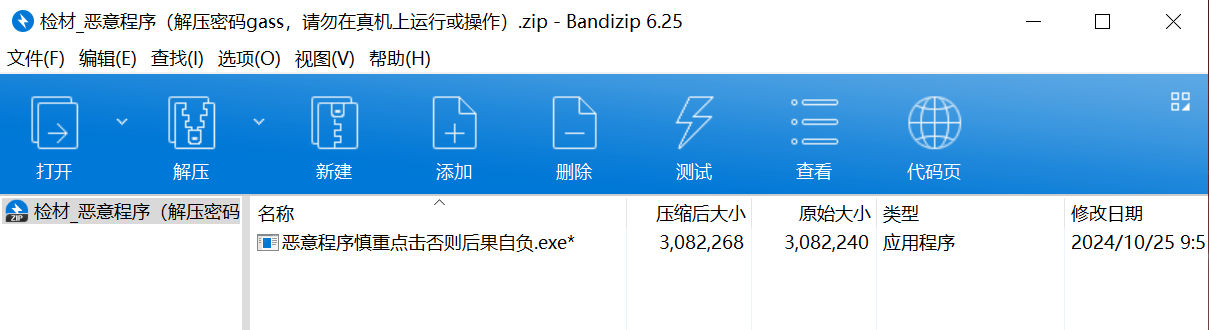 检材_恶意程序（解压密码gass，请勿在真机上运行或操作）.zip - Bandizip 6.25
文件(F) 编辑(E) 查找(I) 选项(O) 视图(V) 帮助(H)
打开 解压 新建 添加 删除 测试 查看 代码页
ZIP 检材_恶意程序（解压密码
名称 压缩后大小 原始大小 类型 修改日期
恶意程序慎重点击否则后果自负.exe* 3,082,268 3,082,240 应用程序 2024/10/25 9:5